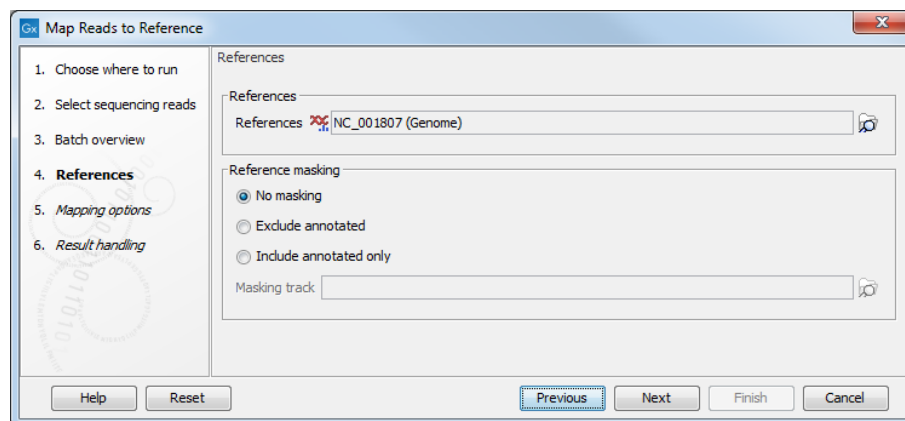 Gx Map Reads to Reference
1. Choose where to run
2. Select sequencing reads
3. Batch overview
4. References
5. Mapping options
6. Result handling
References
References
References NC_001807 (Genome)
Reference masking
No masking
Exclude annotated
Include annotated only
Masking track
Help Reset Previous Next Finish Cancel